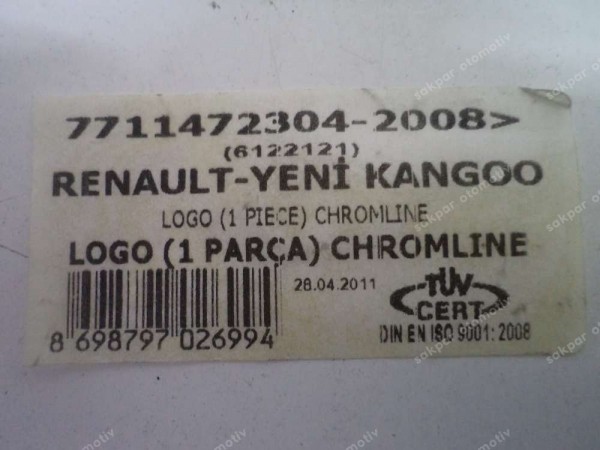 7711472304-2008>
(6122121)
RENAULT-YENİ KANGOO
LOGO (1 PIECE) CHROMLINE
LOGO (1 PARÇA) CHROMLINE
28.04.2011
TÜV
CERT
8 698797 026994
DIN EN ISO 9001: 2008
sokpar otomotiv